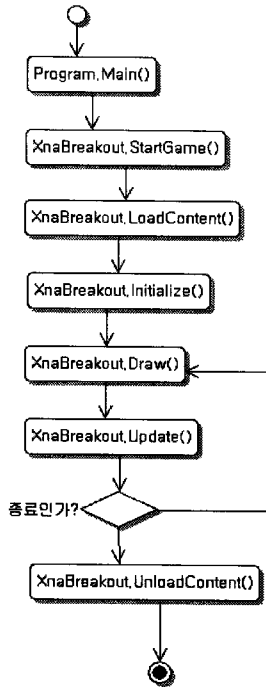 Program,Main()
XnaBreakout,StartGame()
XnaBreakout,LoadContent()
XnaBreakout,Initialize()
XnaBreakout,Draw()
XnaBreakout,Update()
종료인가?
XnaBreakout,UnloadContent()